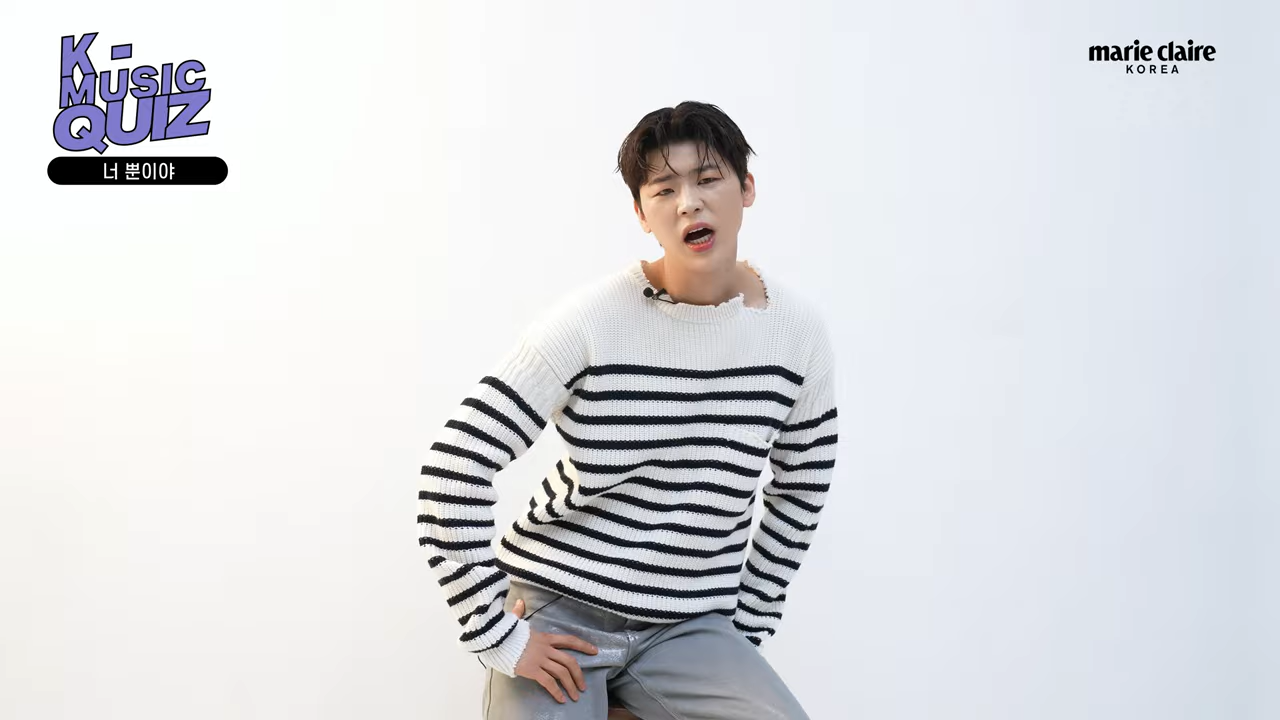 K-
MUSIC
QUIZ
너 뿐이야
marie claire
KOREA